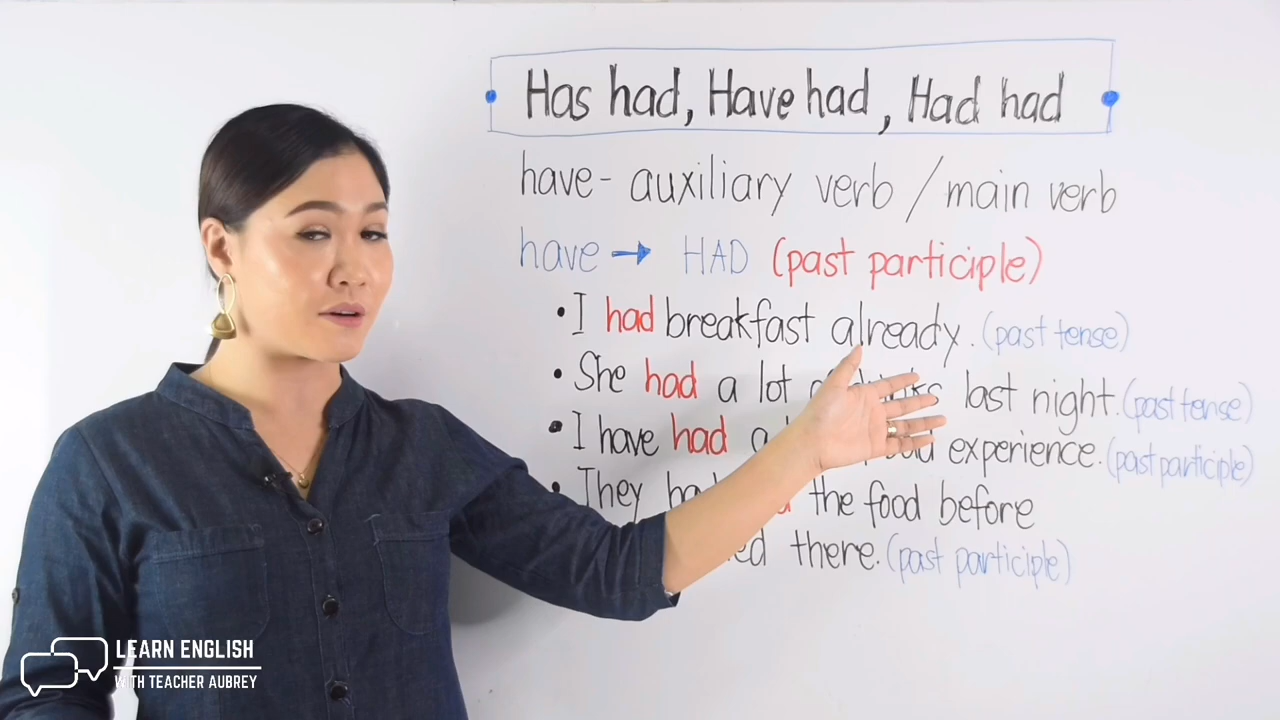 Has had, Have had, Had had
have - auxiliary verb / main verb
have → HAD (past participle)
• I had breakfast already. (past tense)
• She had a lot last night. (past tense)
• I have had a experience. (past participle)
• They the food before
there. (past participle)
LEARN ENGLISH
WITH TEACHER AUBREY